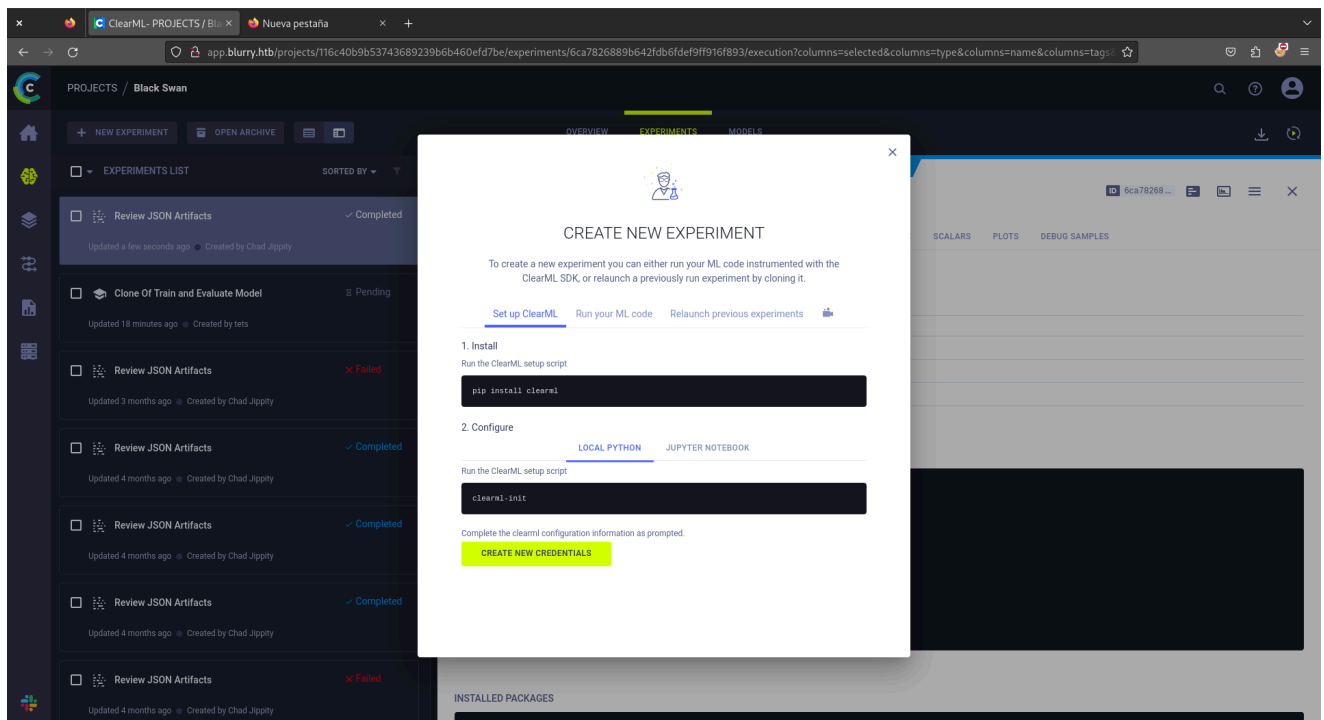 ClearML- PROJECTS / Bla
Nueva pestaña
app.blurry.htb/projects/116c40b9b53743689239b6b460efd7be/experiments/6ca7826889b642fdb6fdef9ff916f893/execution?columns=selected&columns=type&columns=name&columns=tags&
PROJECTS / Black Swan
NEW EXPERIMENT
OPEN ARCHIVE
OVERVIEW
EXPERIMENTS
MODELS
EXPERIMENTS LIST
SORTED BY
Review JSON Artifacts
Completed
Updated a few seconds ago
Created by Chad Jippity
Clone Of Train and Evaluate Model
Pending
Updated 18 minutes ago
Created by tets
Review JSON Artifacts
Failed
Updated 3 months ago
Created by Chad Jippity
Review JSON Artifacts
Completed
Updated 4 months ago
Created by Chad Jippity
Review JSON Artifacts
Completed
Updated 4 months ago
Created by Chad Jippity
Review JSON Artifacts
Completed
Updated 4 months ago
Created by Chad Jippity
Review JSON Artifacts
Failed
Updated 4 months ago
Created by Chad Jippity
CREATE NEW EXPERIMENT
To create a new experiment you can either run your ML code instrumented with the
ClearML SDK, or relaunch a previously run experiment by cloning it.
Set up ClearML
Run your ML code
Relaunch previous experiments
1. Install
Run the ClearML setup script
pip install clearml
2. Configure
LOCAL PYTHON
JUPYTER NOTEBOOK
Run the ClearML setup script
clearml-init
Complete the clearml configuration information as prompted.
CREATE NEW CREDENTIALS
ID 6ca78268...
SCALARS
PLOTS
DEBUG SAMPLES
INSTALLED PACKAGES